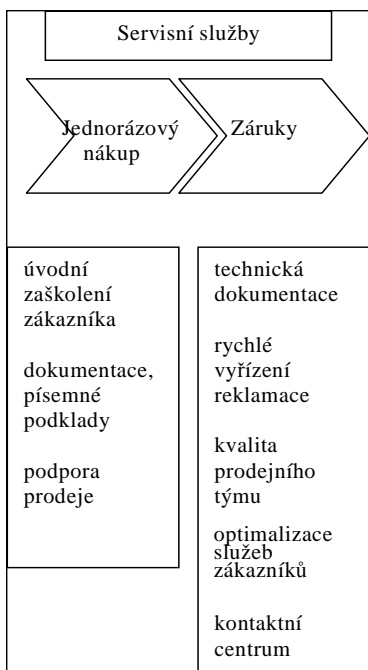 Servisní služby
Jednorázový
nákup
Záruky
úvodní
zaškolení
zákazníka
dokumentace,
písemné
podklady
podpora
prodeje
technická
dokumentace
rychlé
vyřízení
reklamace
kvalita
prodejního
týmu
optimalizace
služeb
zákazníků
kontaktní
centrum